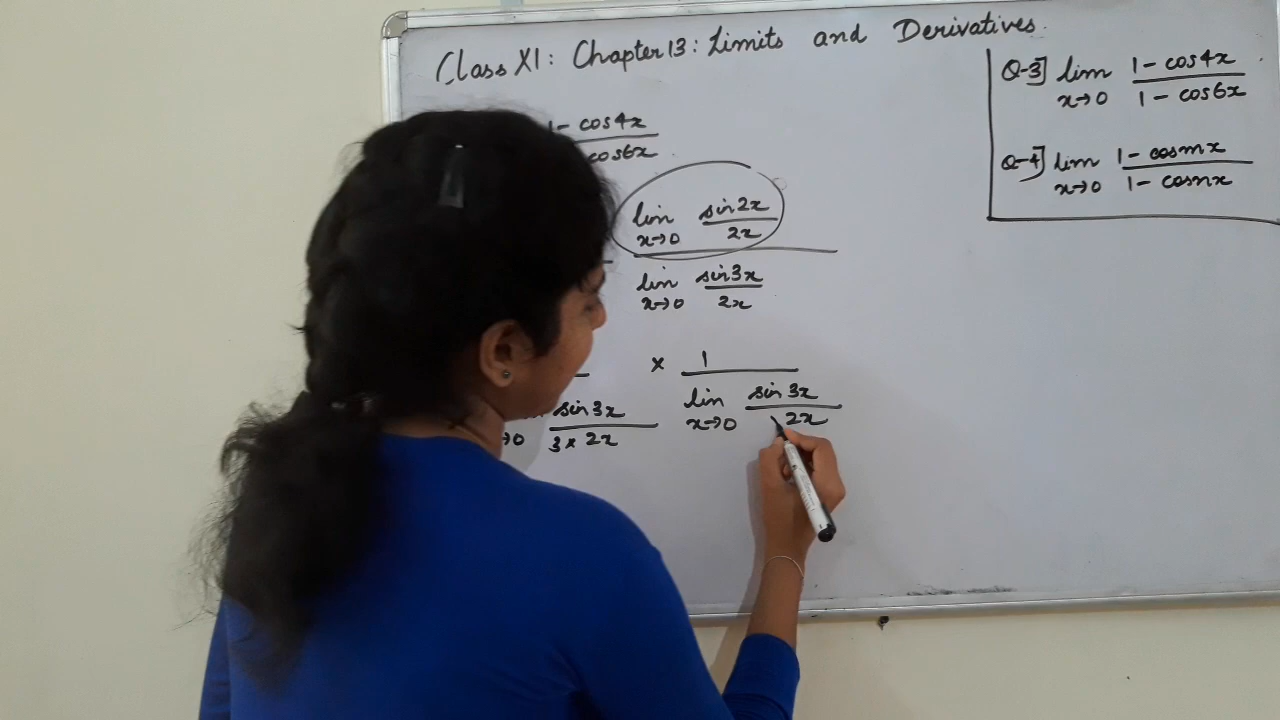 Class XI: Chapter 13: Limits and Derivatives.
Q-3] lim x→0 1 - cos4x / 1 - cos6x
Q-4] lim x→0 1 - cosmx / 1 - cosnx
1 - cos4x
cos6x
lim x→0 sin2x / 2x
lim x→0 sin3x / 2x
× 1
sin3x / 3 × 2x
lim x→0 sin3x / 2x